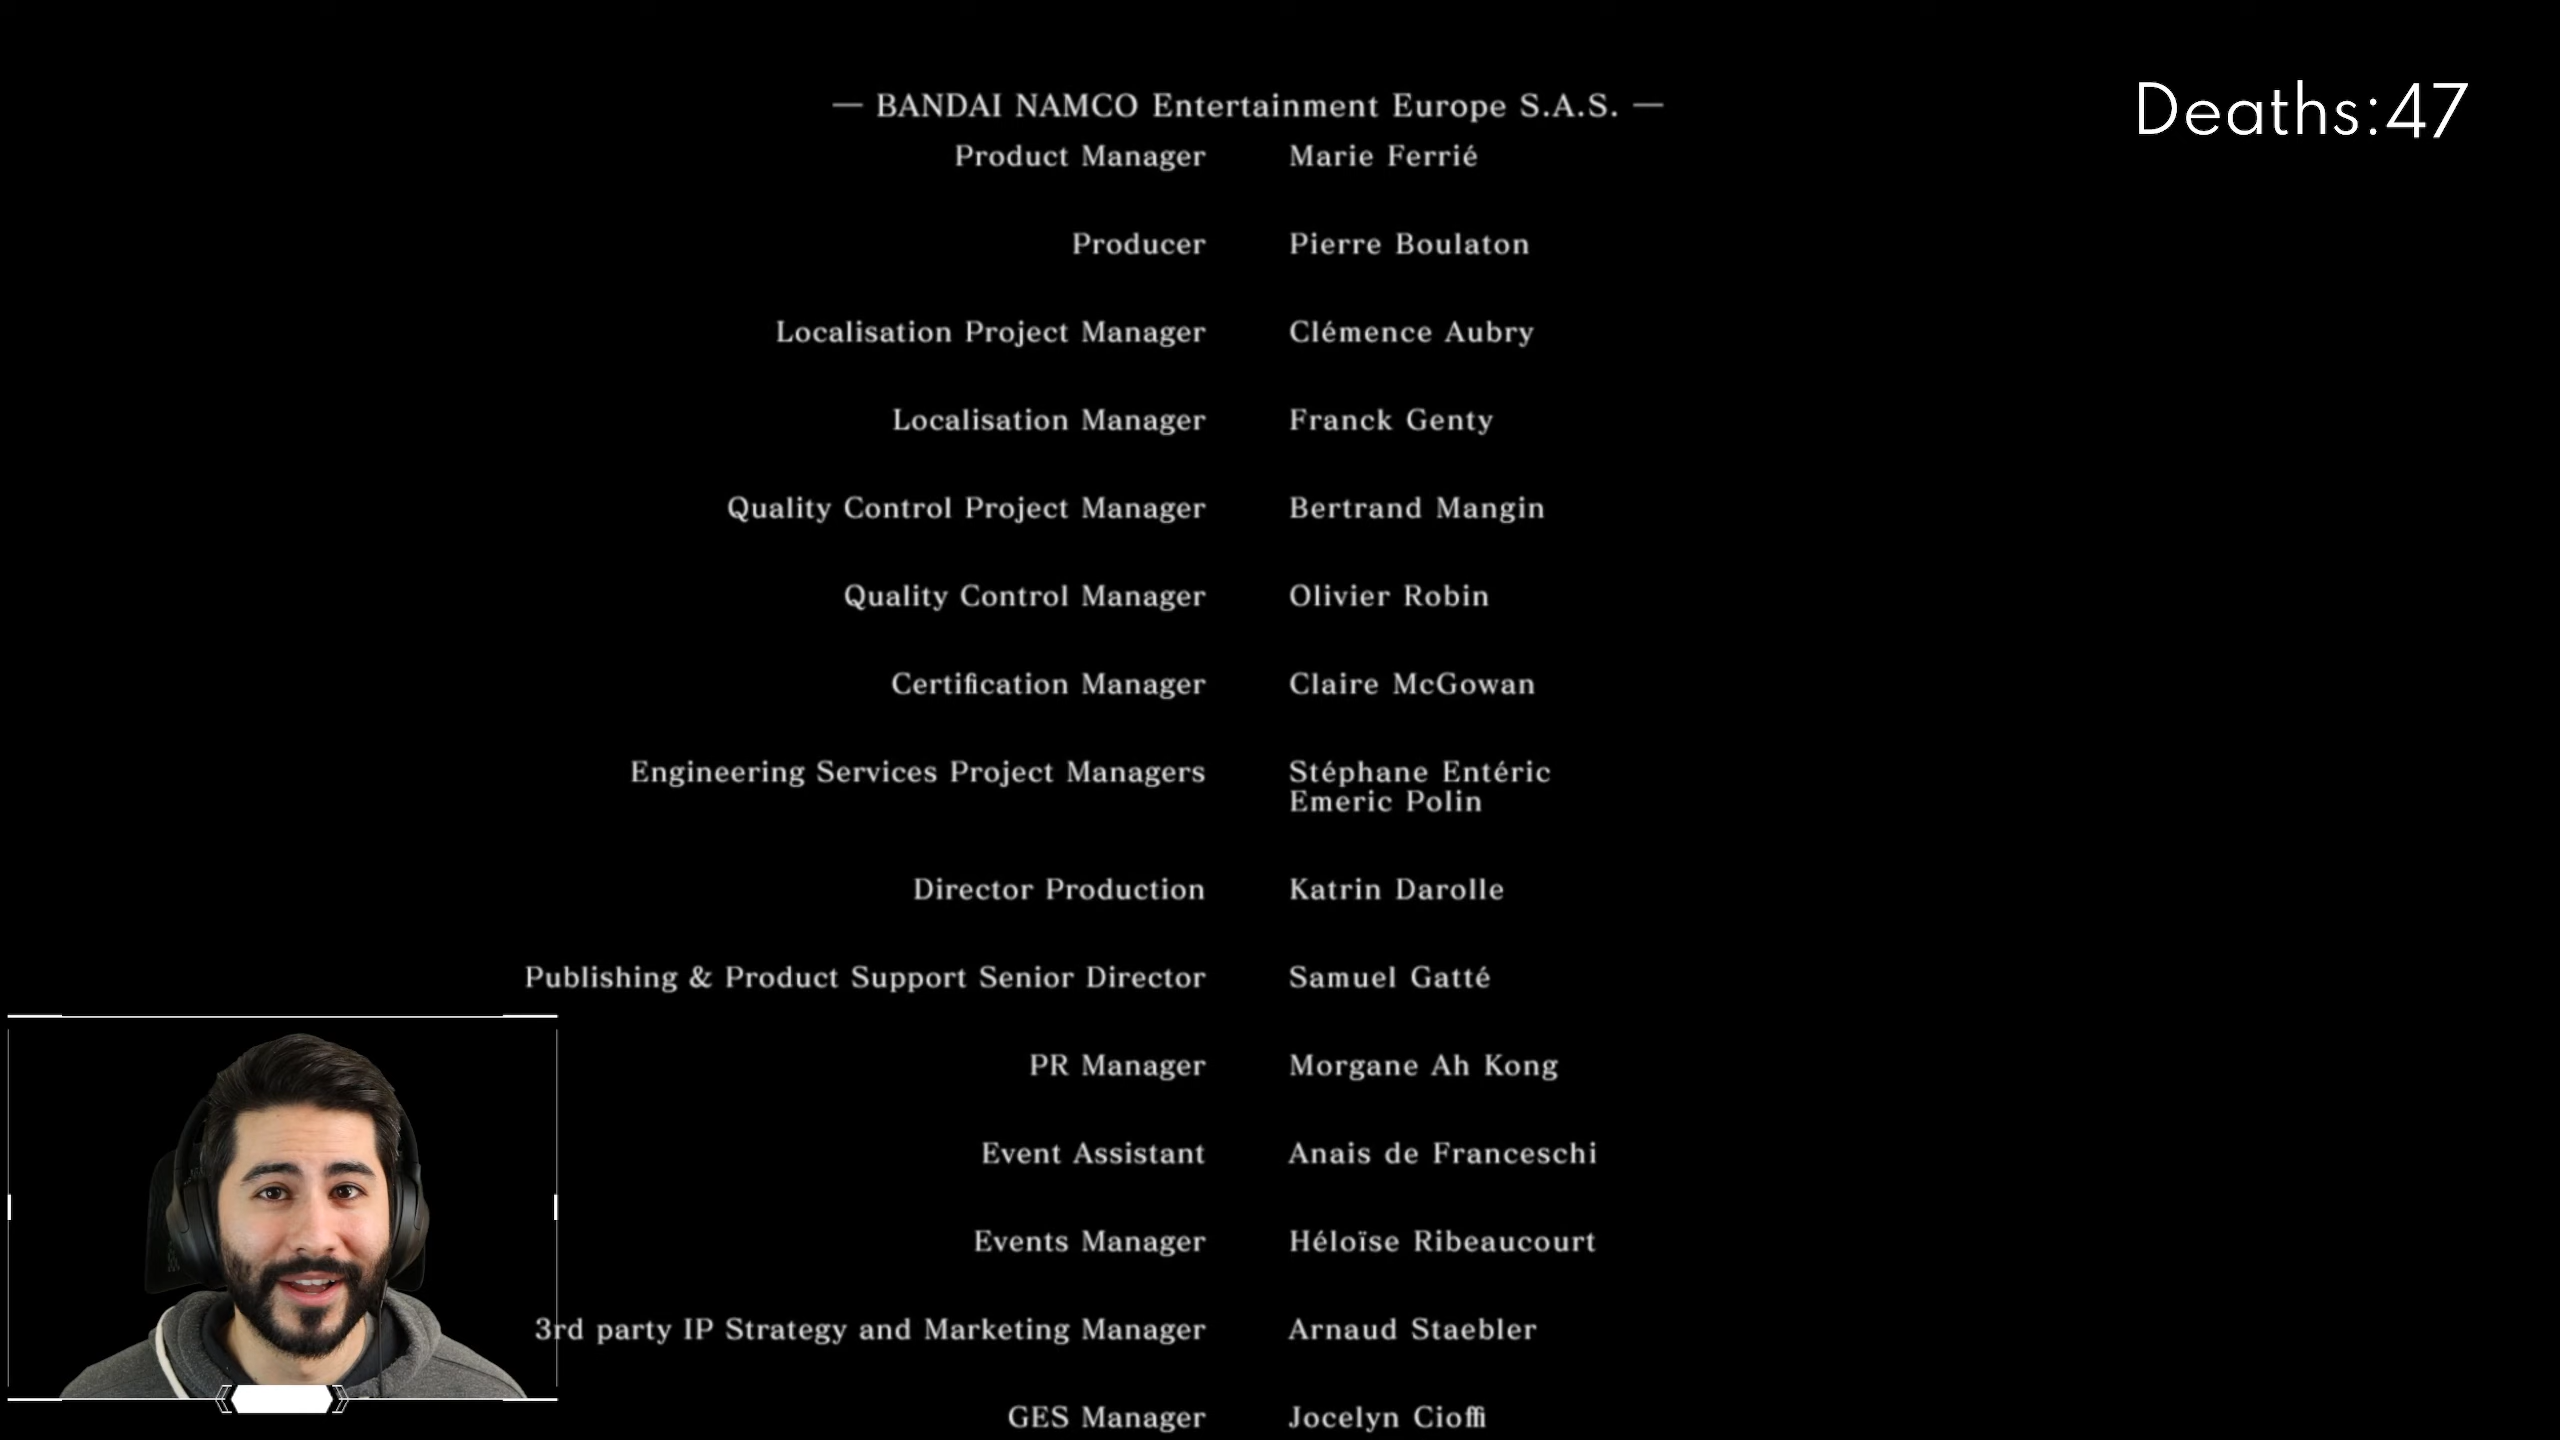 — BANDAI NAMCO Entertainment Europe S.A.S. —
Deaths:47
Product Manager Marie Ferrié
Producer Pierre Boulaton
Localisation Project Manager Clémence Aubry
Localisation Manager Franck Genty
Quality Control Project Manager Bertrand Mangin
Quality Control Manager Olivier Robin
Certification Manager Claire McGowan
Engineering Services Project Managers Stéphane Entéric
Emeric Polin
Director Production Katrin Darolle
Publishing & Product Support Senior Director Samuel Gatté
PR Manager Morgane Ah Kong
Event Assistant Anais de Franceschi
Events Manager Héloïse Ribeaucourt
3rd party IP Strategy and Marketing Manager Arnaud Staebler
GES Manager Jocelyn Cioffi